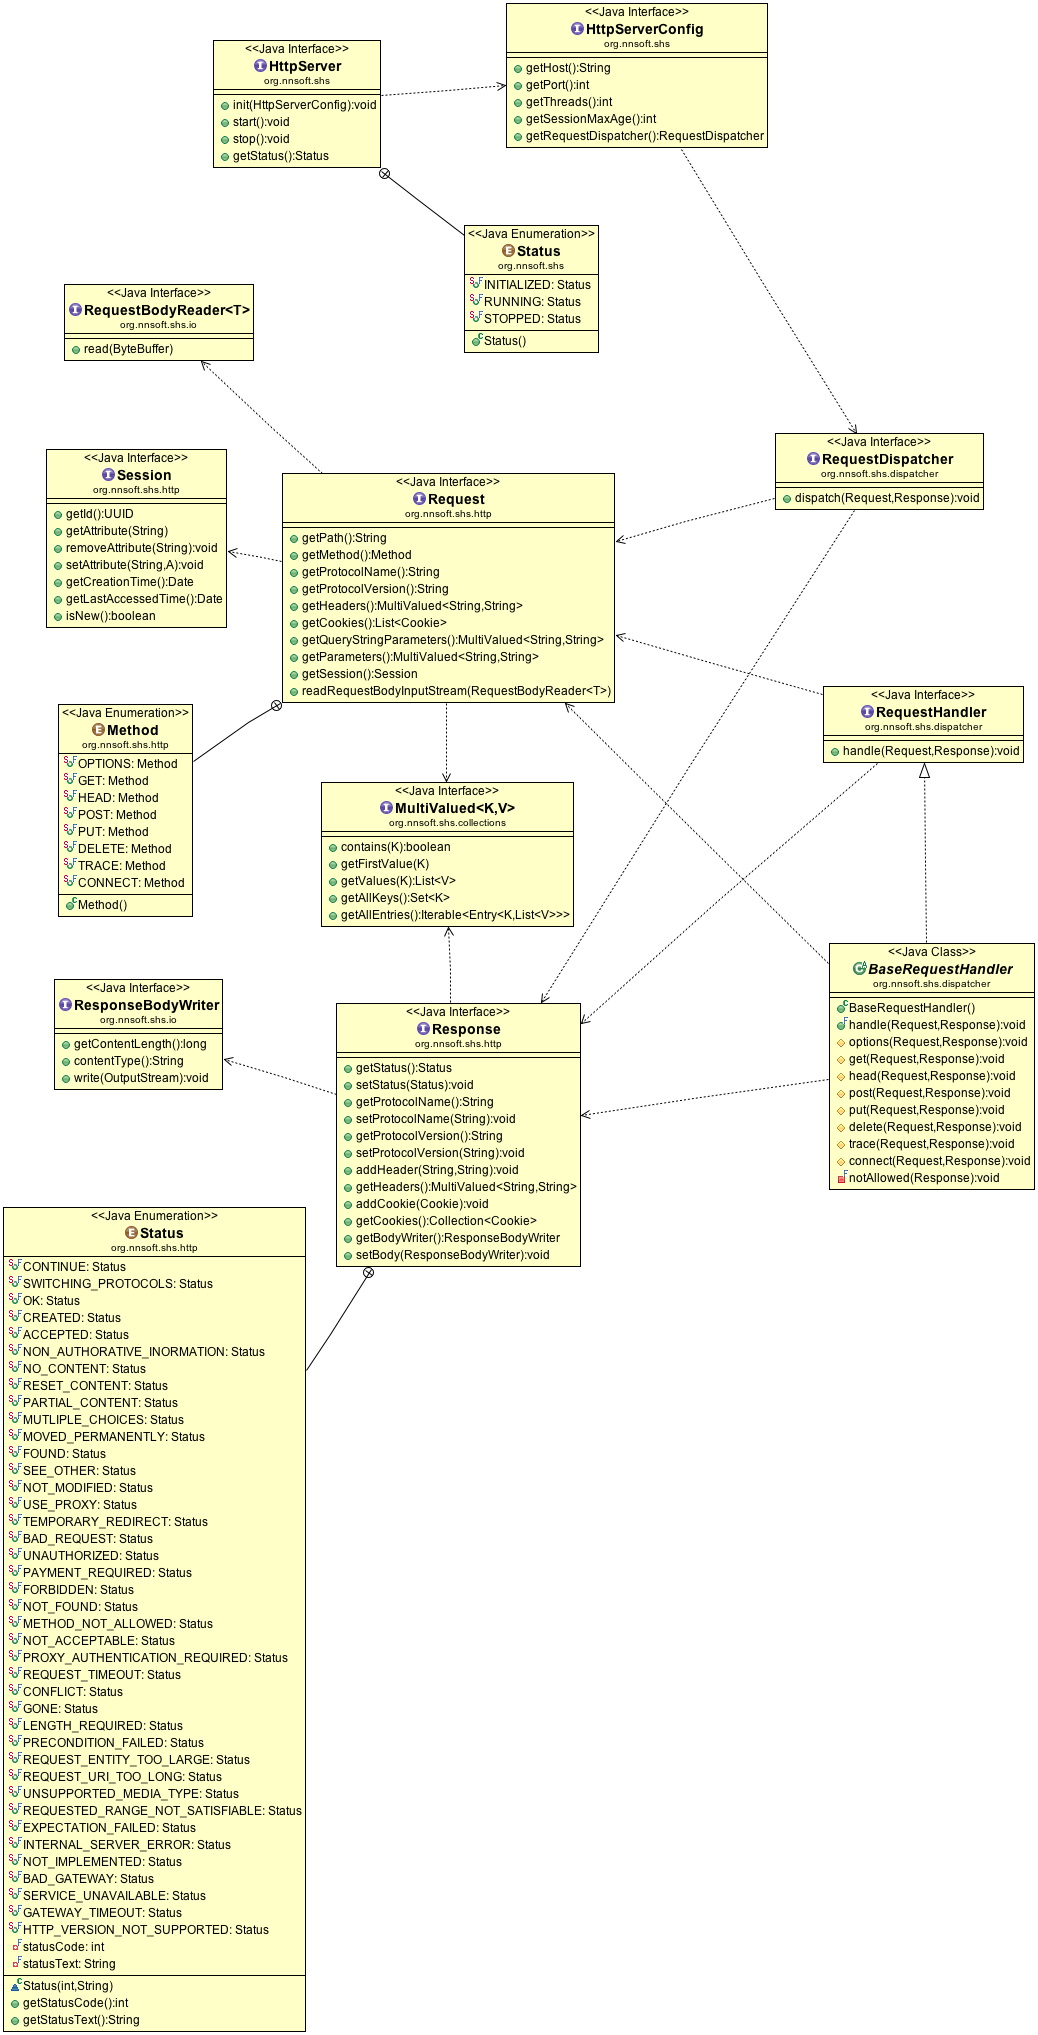 <<Java Interface>>
HttpServerConfig
org.nnsoft.shs
getHost():String
getPort():int
getThreads():int
getSessionMaxAge():int
getRequestDispatcher():RequestDispatcher
<<Java Interface>>
HttpServer
org.nnsoft.shs
init(HttpServerConfig):void
start():void
stop():void
getStatus():Status
<<Java Enumeration>>
Status
org.nnsoft.shs
INITIALIZED: Status
RUNNING: Status
STOPPED: Status
Status()
<<Java Interface>>
RequestBodyReader<T>
org.nnsoft.shs.io
read(ByteBuffer)
<<Java Interface>>
RequestDispatcher
org.nnsoft.shs.dispatcher
dispatch(Request,Response):void
<<Java Interface>>
Session
org.nnsoft.shs.http
getId():UUID
getAttribute(String)
removeAttribute(String):void
setAttribute(String,A):void
getCreationTime():Date
getLastAccessedTime():Date
isNew():boolean
<<Java Interface>>
Request
org.nnsoft.shs.http
getPath():String
getMethod():Method
getProtocolName():String
getProtocolVersion():String
getHeaders():MultiValued<String,String>
getCookies():List<Cookie>
getQueryStringParameters():MultiValued<String,String>
getParameters():MultiValued<String,String>
getSession():Session
readRequestBodyInputStream(RequestBodyReader<T>)
<<Java Interface>>
RequestHandler
org.nnsoft.shs.dispatcher
handle(Request,Response):void
<<Java Enumeration>>
Method
org.nnsoft.shs.http
OPTIONS: Method
GET: Method
HEAD: Method
POST: Method
PUT: Method
DELETE: Method
TRACE: Method
CONNECT: Method
Method()
<<Java Interface>>
MultiValued<K,V>
org.nnsoft.shs.collections
contains(K):boolean
getFirstValue(K)
getValues(K):List<V>
getAllKeys():Set<K>
getAllEntries():Iterable<Entry<K,List<V>>>
<<Java Class>>
BaseRequestHandler
org.nnsoft.shs.dispatcher
BaseRequestHandler()
handle(Request,Response):void
options(Request,Response):void
get(Request,Response):void
head(Request,Response):void
post(Request,Response):void
put(Request,Response):void
delete(Request,Response):void
trace(Request,Response):void
connect(Request,Response):void
notAllowed(Response):void
<<Java Interface>>
ResponseBodyWriter
org.nnsoft.shs.io
getContentLength():long
contentType():String
write(OutputStream):void
<<Java Interface>>
Response
org.nnsoft.shs.http
getStatus():Status
setStatus(Status):void
getProtocolName():String
setProtocolName(String):void
getProtocolVersion():String
setProtocolVersion(String):void
addHeader(String,String):void
getHeaders():MultiValued<String,String>
addCookie(Cookie):void
getCookies():Collection<Cookie>
getBodyWriter():ResponseBodyWriter
setBody(ResponseBodyWriter):void
<<Java Enumeration>>
Status
org.nnsoft.shs.http
CONTINUE: Status
SWITCHING_PROTOCOLS: Status
OK: Status
CREATED: Status
ACCEPTED: Status
NON_AUTHORATIVE_INORMATION: Status
NO_CONTENT: Status
RESET_CONTENT: Status
PARTIAL_CONTENT: Status
MUTLIPLE_CHOICES: Status
MOVED_PERMANENTLY: Status
FOUND: Status
SEE_OTHER: Status
NOT_MODIFIED: Status
USE_PROXY: Status
TEMPORARY_REDIRECT: Status
BAD_REQUEST: Status
UNAUTHORIZED: Status
PAYMENT_REQUIRED: Status
FORBIDDEN: Status
NOT_FOUND: Status
METHOD_NOT_ALLOWED: Status
NOT_ACCEPTABLE: Status
PROXY_AUTHENTICATION_REQUIRED: Status
REQUEST_TIMEOUT: Status
CONFLICT: Status
GONE: Status
LENGTH_REQUIRED: Status
PRECONDITION_FAILED: Status
REQUEST_ENTITY_TOO_LARGE: Status
REQUEST_URI_TOO_LONG: Status
UNSUPPORTED_MEDIA_TYPE: Status
REQUESTED_RANGE_NOT_SATISFIABLE: Status
EXPECTATION_FAILED: Status
INTERNAL_SERVER_ERROR: Status
NOT_IMPLEMENTED: Status
BAD_GATEWAY: Status
SERVICE_UNAVAILABLE: Status
GATEWAY_TIMEOUT: Status
HTTP_VERSION_NOT_SUPPORTED: Status
statusCode: int
statusText: String
Status(int,String)
getStatusCode():int
getStatusText():String